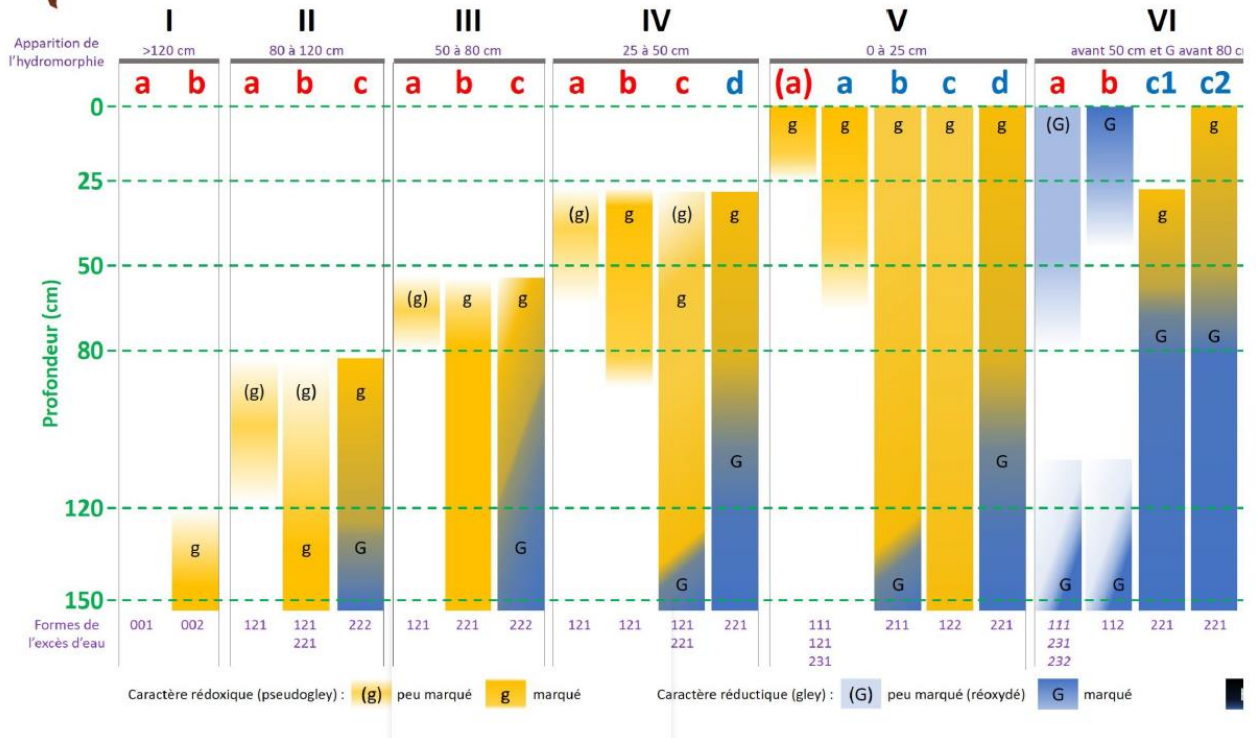 I II III IV V VI
Apparition de
l'hydromorphie
>120 cm 80 à 120 cm 50 à 80 cm 25 à 50 cm 0 à 25 cm avant 50 cm et G avant 80
a b a b c a b c a b c d (a) a b c d a b c1 c2
0
g g g g g (G) G g
25
(g) g (g) g g
50
(g) g g g
G G
80
(g) (g) g
G G
120
g g G G
G G G G
150
Formes de
l'excès d'eau
001 002 121 121 222 121 221 222 121 121 121 221 111 211 122 221 111 112 221 221
221 221 121 231
231 232
Profondeur (cm)
Caractère rédoxique (pseudogley) : (g) peu marqué g marqué Caractère réductique (gley) : (G) peu marqué (réoxydé) G marqué